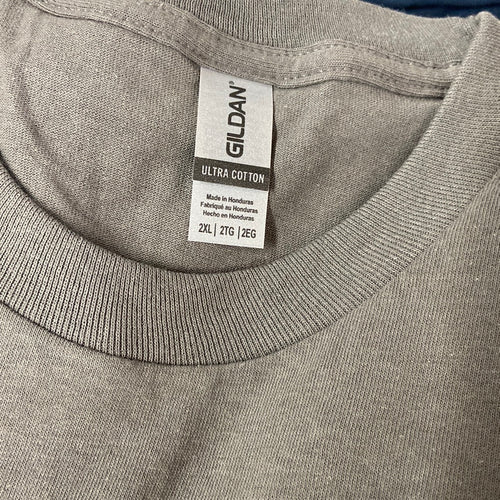 GILDAN®
ULTRA COTTON
Made in Honduras
Fabriqué au Honduras
Hecho en Honduras
2XL | 2TG | 2EG